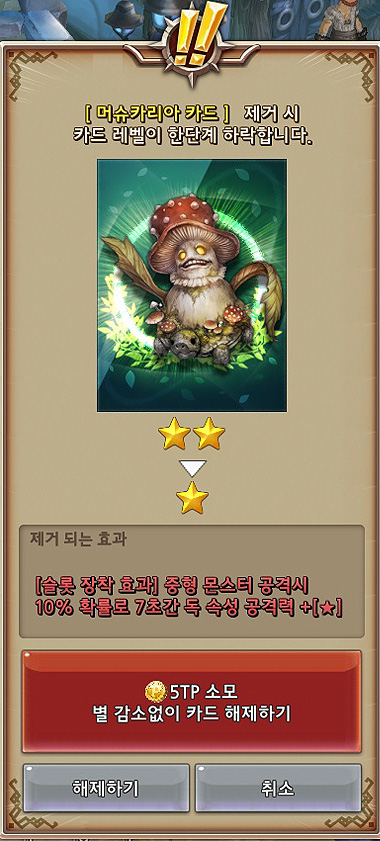 [ 머슈카리아 카드 ] 제거 시
카드 레벨이 한단계 하락합니다.
제거 되는 효과
[슬롯 장착 효과] 중형 몬스터 공격시
10% 확률로 7초간 독 속성 공격력 +[★]
5TP 소모
별 감소없이 카드 해제하기
해제하기
취소